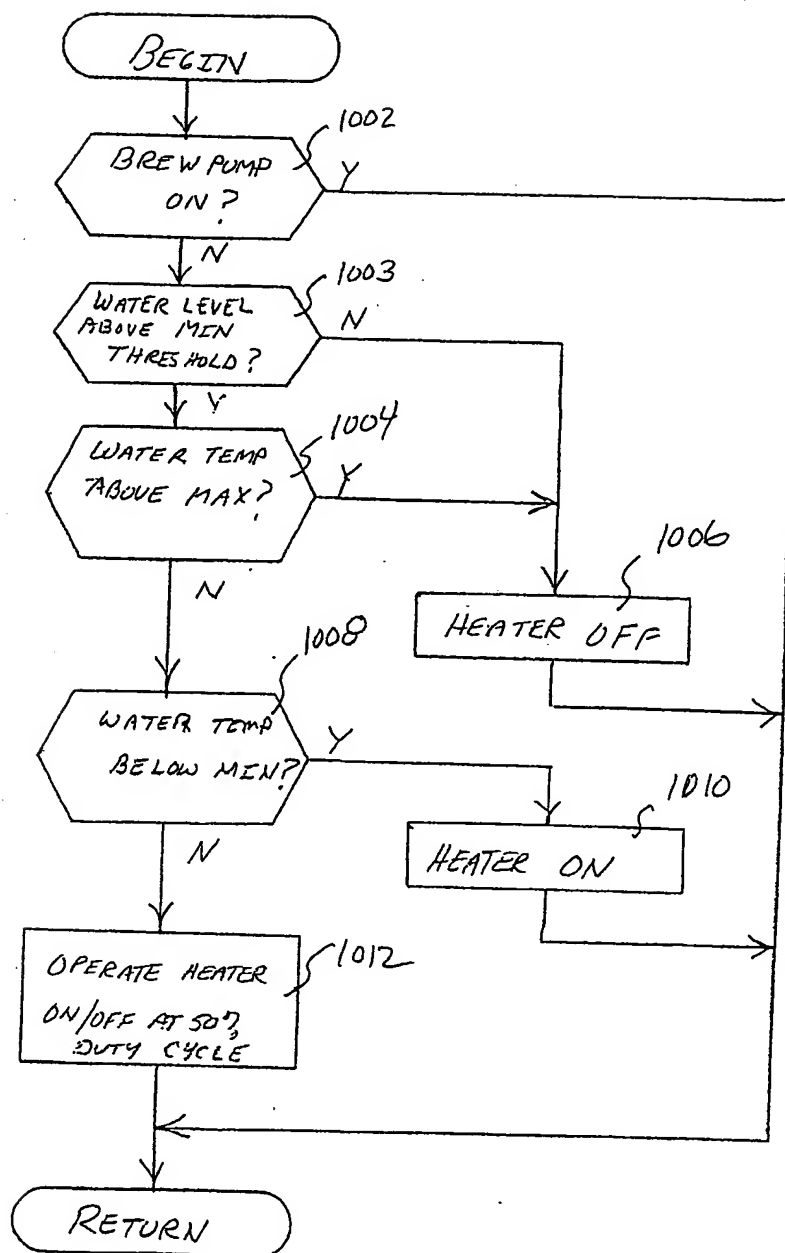 BEGIN
1002
BREW PUMP
ON?
Y
N
1003
WATER LEVEL
ABOVE MIN
THRESHOLD?
N
Y
1004
WATER TEMP
ABOVE MAX?
Y
N
1006
HEATER OFF
1008
WATER TEMP
BELOW MIN?
Y
N
1010
HEATER ON
1012
OPERATE HEATER
ON/OFF AT 50%
DUTY CYCLE
RETURN